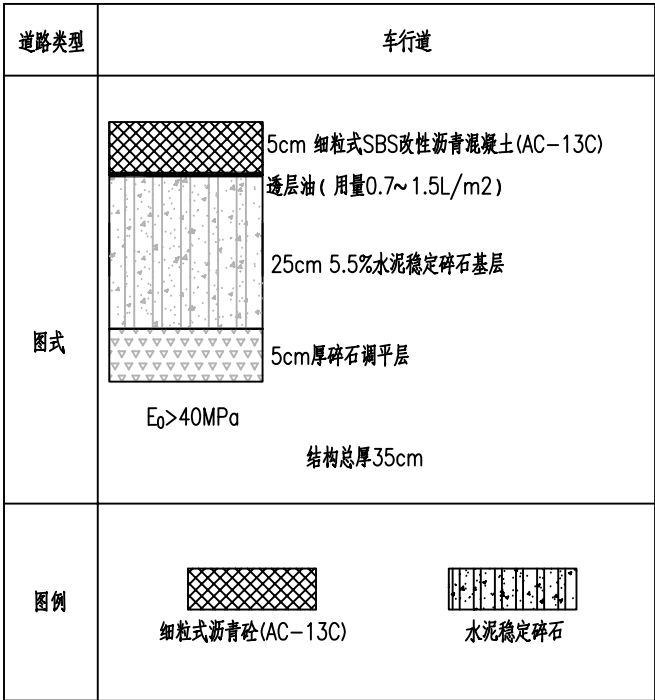 道路类型
车行道
图式
5cm 细粒式SBS改性沥青混凝土(AC-13C)
透层油( 用量0.7~1.5L/m2)
25cm 5.5%水泥稳定碎石基层
5cm厚碎石调平层
E0>40MPa
结构总厚35cm
图例
细粒式沥青砼(AC-13C)
水泥稳定碎石